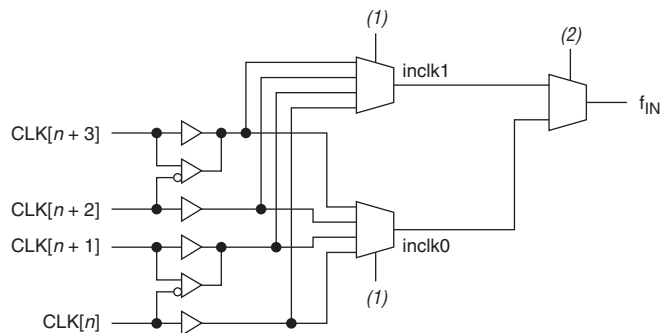 (1)
(2)
inclk1
f_IN
CLK[n + 3]
CLK[n + 2]
CLK[n + 1]
inclk0
(1)
CLK[n]